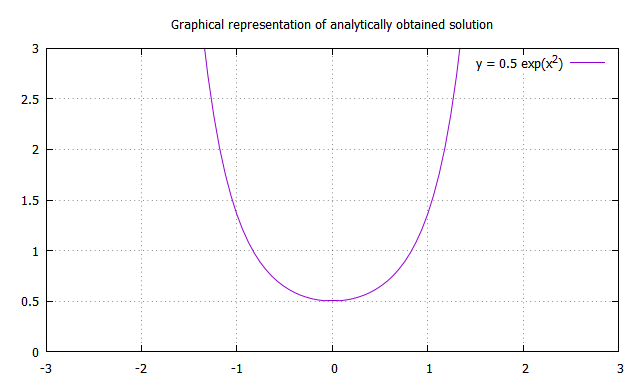 Graphical representation of analytically obtained solution
y = 0.5 exp(x²)
3
2.5
2
1.5
1
0.5
0
-3 -2 -1 0 1 2 3